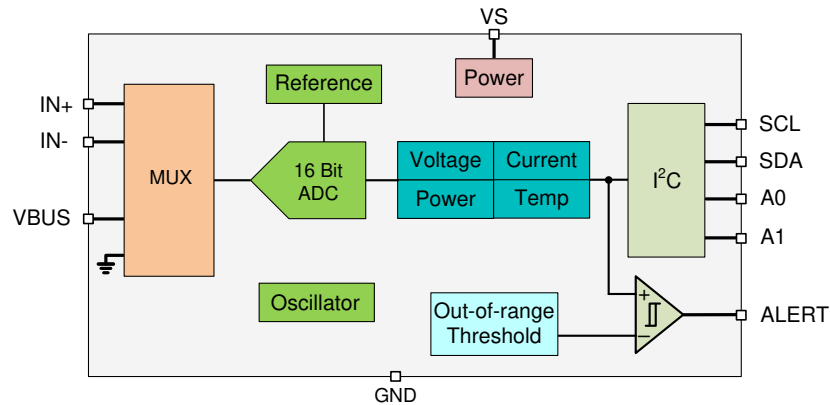 VS
Power
Reference
IN+
IN-
VBUS
MUX
16 Bit
ADC
Voltage
Current
Power
Temp
I²C
SCL
SDA
A0
A1
Oscillator
Out-of-range
Threshold
+
−
ALERT
GND